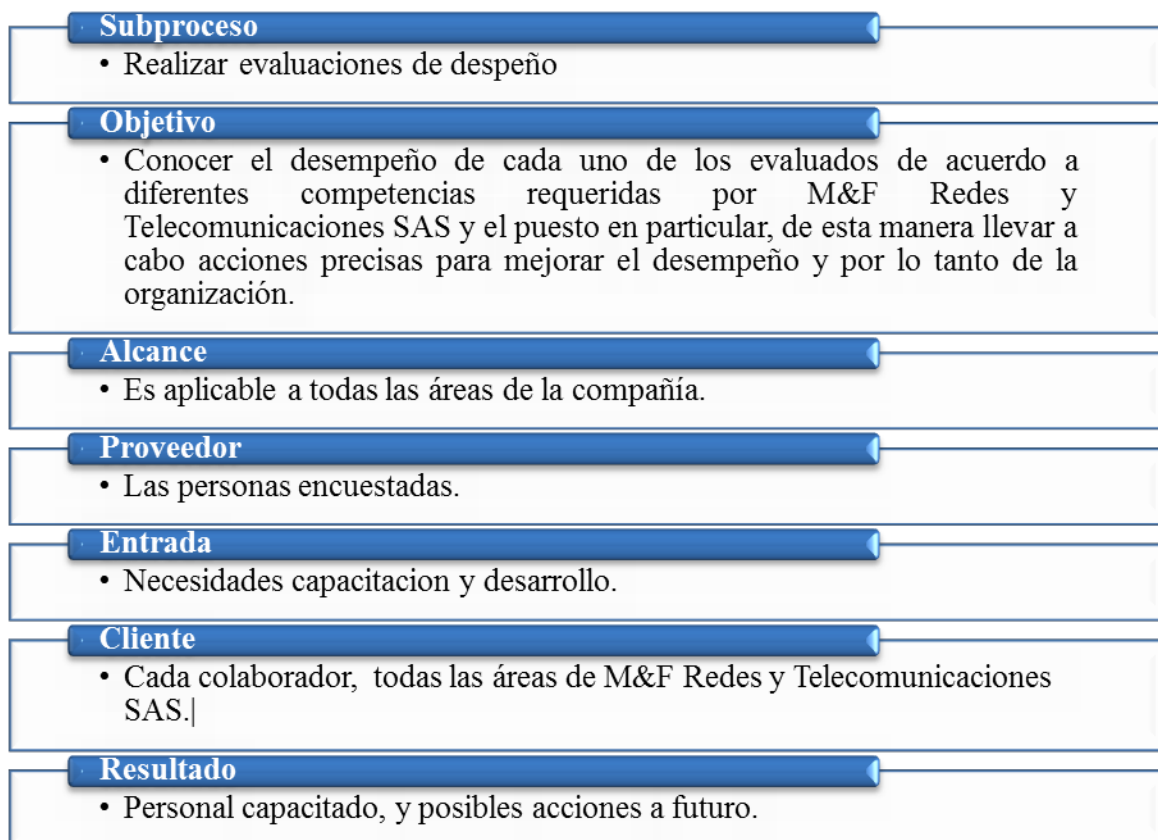 Subproceso
• Realizar evaluaciones de despeño
Objetivo
• Conocer el desempeño de cada uno de los evaluados de acuerdo a
diferentes competencias requeridas por M&F Redes y
Telecomunicaciones SAS y el puesto en particular, de esta manera llevar a
cabo acciones precisas para mejorar el desempeño y por lo tanto de la
organización.
Alcance
• Es aplicable a todas las áreas de la compañía.
Proveedor
• Las personas encuestadas.
Entrada
• Necesidades capacitacion y desarrollo.
Cliente
• Cada colaborador, todas las áreas de M&F Redes y Telecomunicaciones
SAS.|
Resultado
• Personal capacitado, y posibles acciones a futuro.